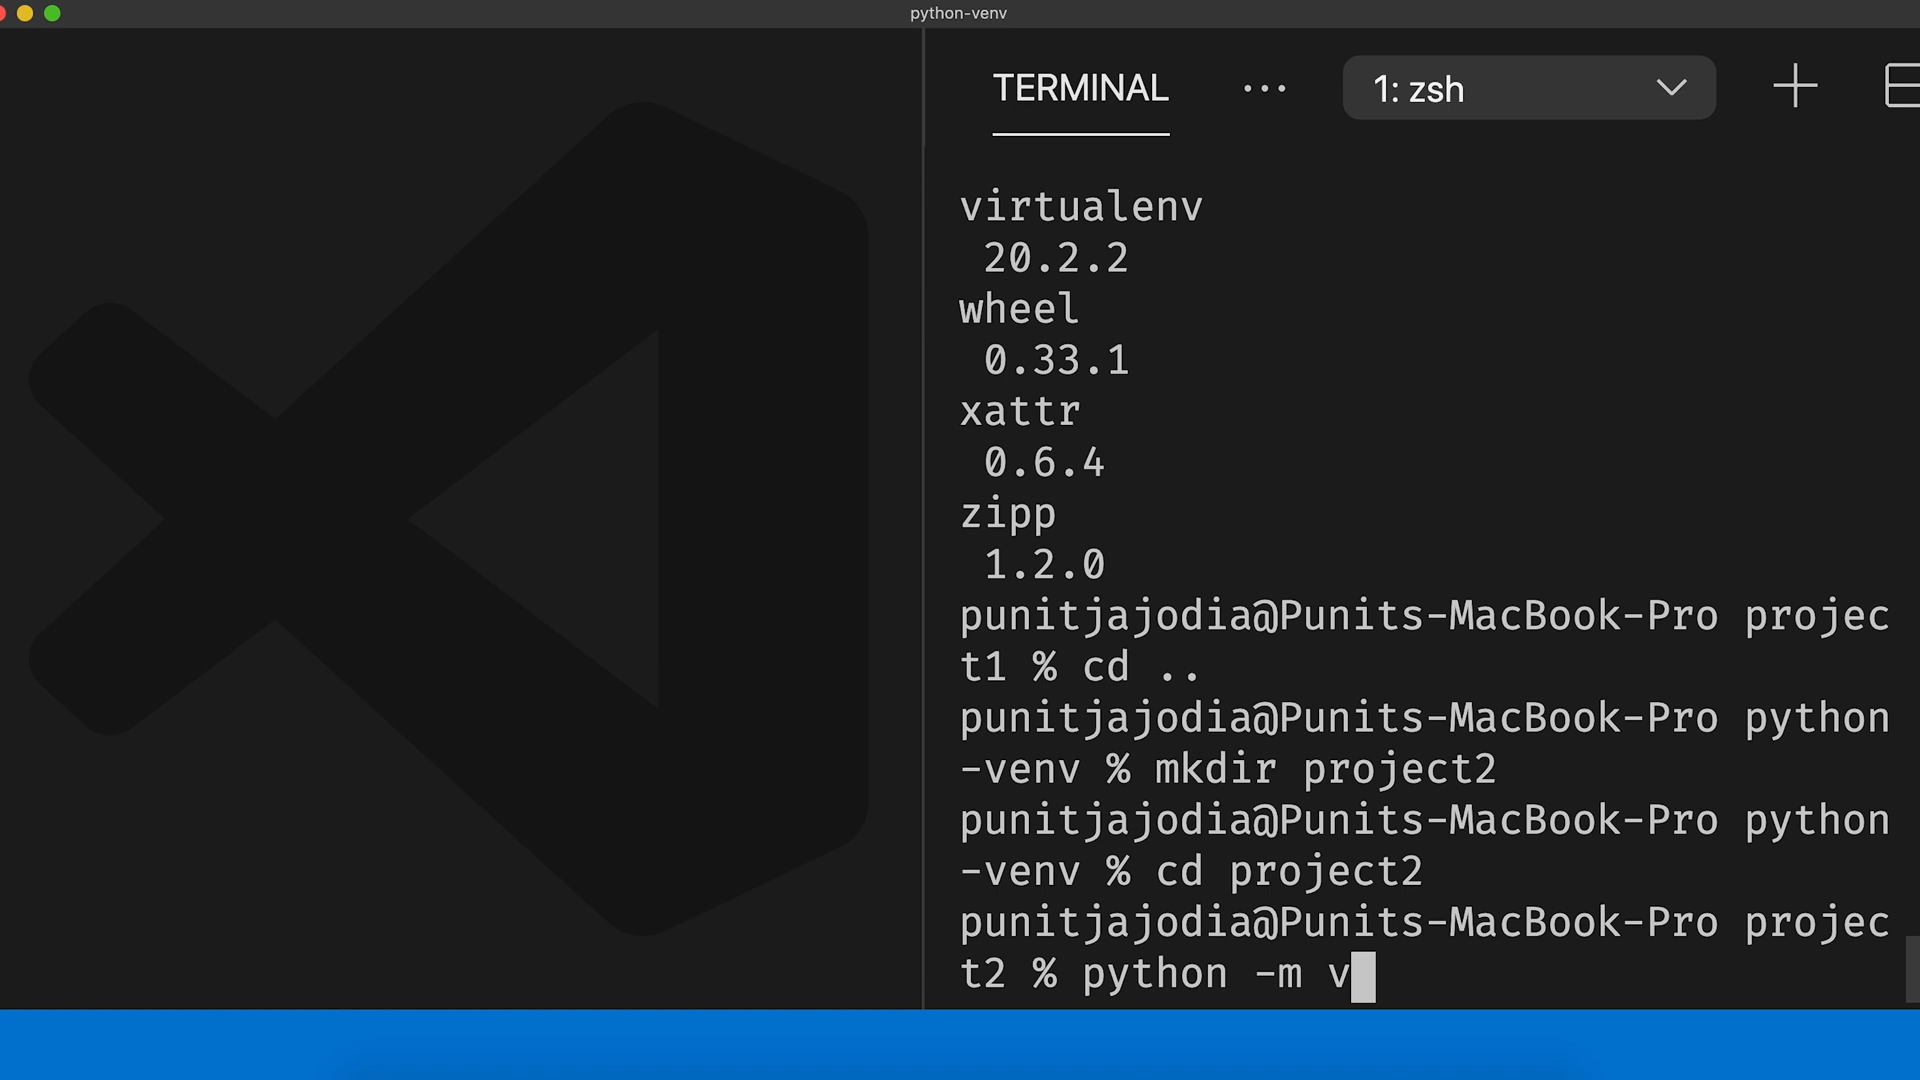 python-venv
TERMINAL ... 1: zsh
virtualenv
20.2.2
wheel
0.33.1
xattr
0.6.4
zipp
1.2.0
punitjajodia@Punits-MacBook-Pro projec
t1 % cd ..
punitjajodia@Punits-MacBook-Pro python
-venv % mkdir project2
punitjajodia@Punits-MacBook-Pro python
-venv % cd project2
punitjajodia@Punits-MacBook-Pro projec
t2 % python -m v